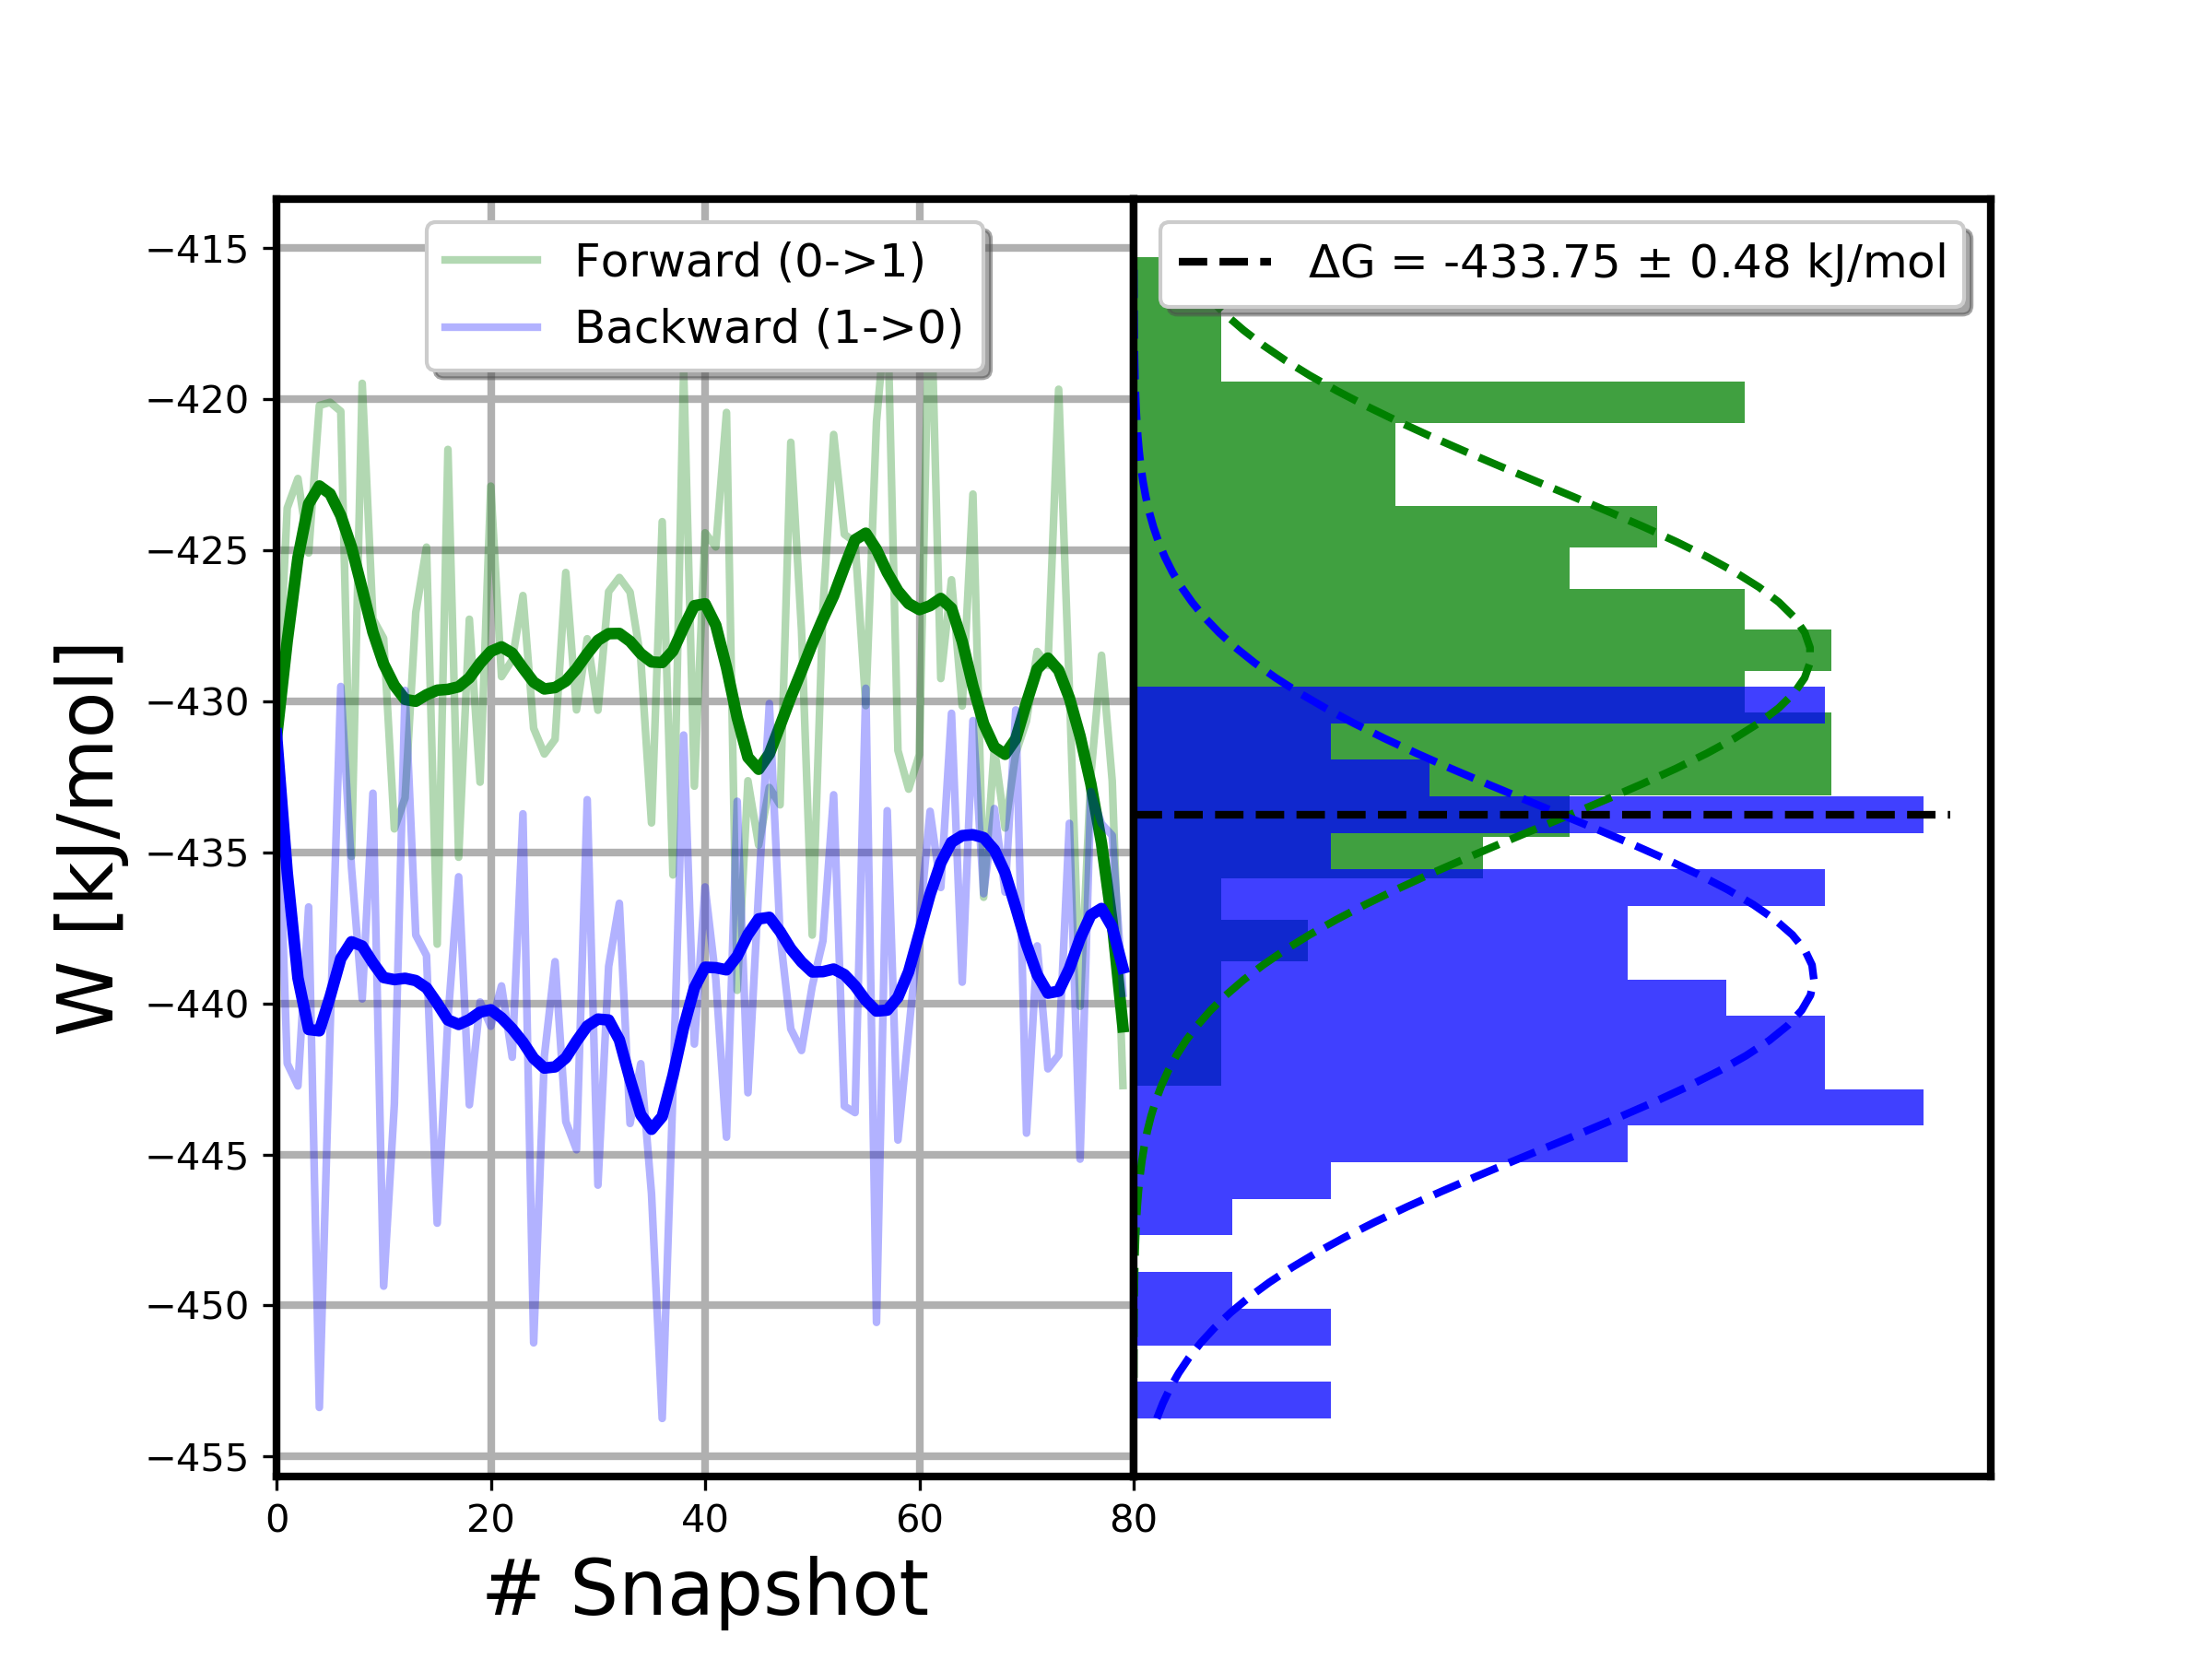 Forward (0->1)
Backward (1->0)
ΔG = -433.75 ± 0.48 kJ/mol
W [kJ/mol]
−415
−420
−425
−430
−435
−440
−445
−450
−455
0 20 40 60 80
# Snapshot